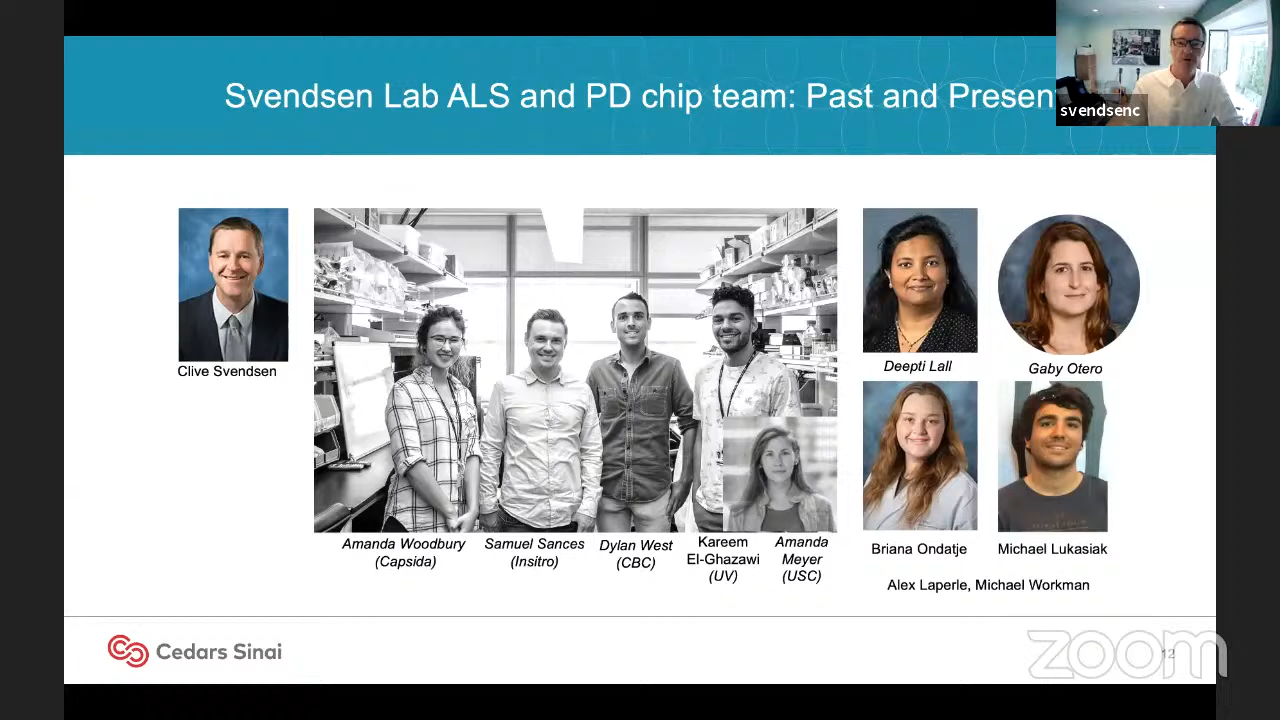 Svendsen Lab ALS and PD chip team: Past and Presen
svendsenc
Clive Svendsen
Deepti Lall
Gaby Otero
Amanda Woodbury
(Capsida)
Samuel Sances
(Insitro)
Dylan West
(CBC)
Kareem
El-Ghazawi
(UV)
Amanda
Meyer
(USC)
Briana Ondatje
Michael Lukasiak
Alex Laperle, Michael Workman
Cedars Sinai
zoom
12